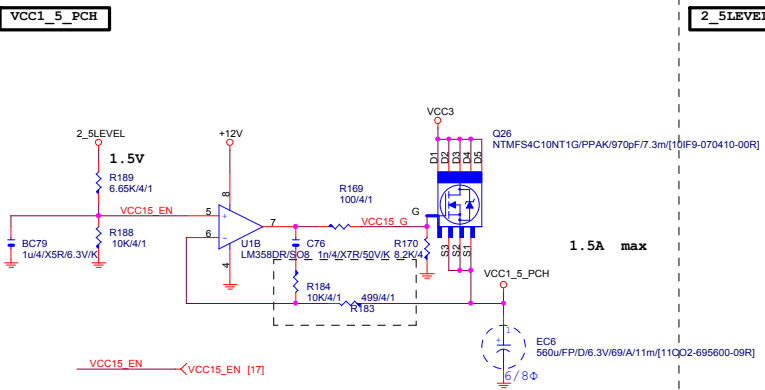 VCC1_5_PCH
2_5LEVEL
2_5LEVEL
+12V
VCC3
Q26
NTMFS4C10NT1G/PPAK/970pF/7.3m/[10IF9-070410-00R]
1.5V
R189
6.65K/4/1
D1
D2
D3
D4
D5
8
R169
100/4/1
VCC15_EN
5
+
7
VCC15_G
G
BC79
1u/4/X5R/6.3V/K
R188
10K/4/1
6
-
U1B
LM358DR/SO8
4
C76
1n/4/X7R/50V/K
R170
8.2K/4
S3
S2
S1
1.5A max
VCC1_5_PCH
R184
10K/4/1
499/4/1
R183
1
+
EC6
560u/FP/D/6.3V/69/A/11m/[11CO2-695600-09R]
6/8Φ
VCC15_EN
VCC15_EN [17]